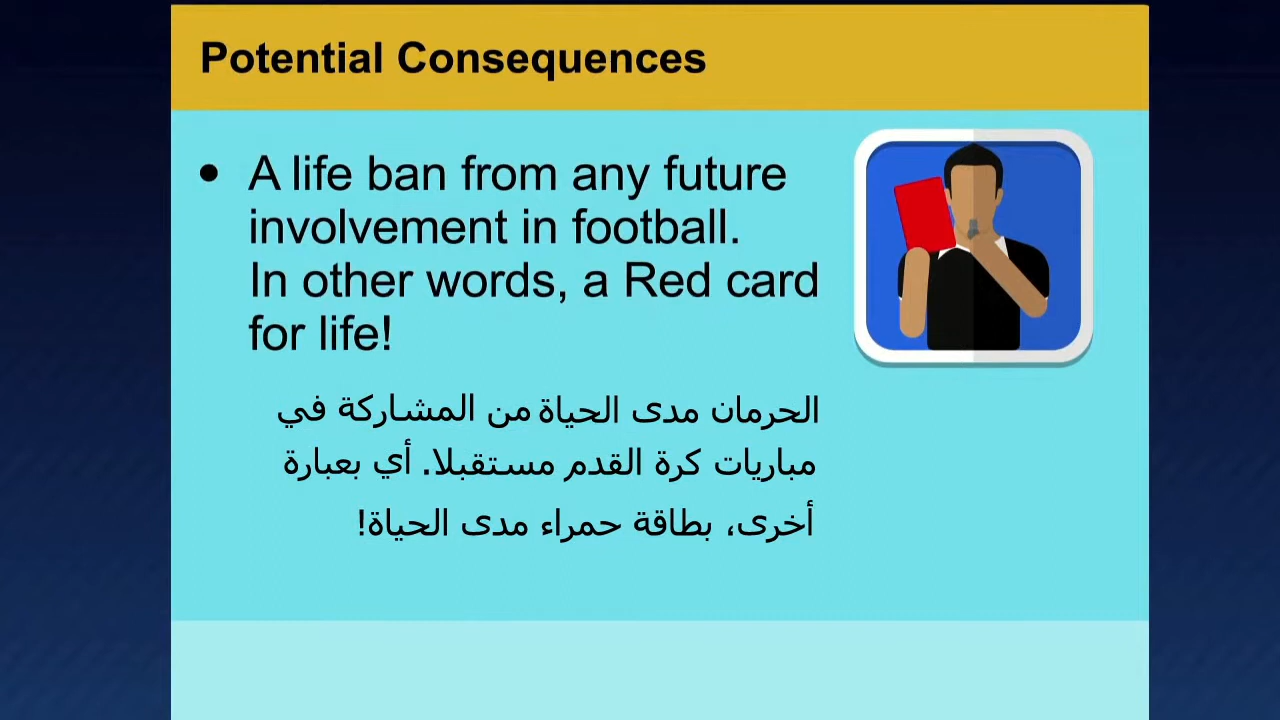 Potential Consequences
• A life ban from any future
involvement in football.
In other words, a Red card
for life!
الحرمان مدى الحياة من المشاركة في
مباريات كرة القدم مستقبلا. أي بعبارة
أخرى، بطاقة حمراء مدى الحياة!